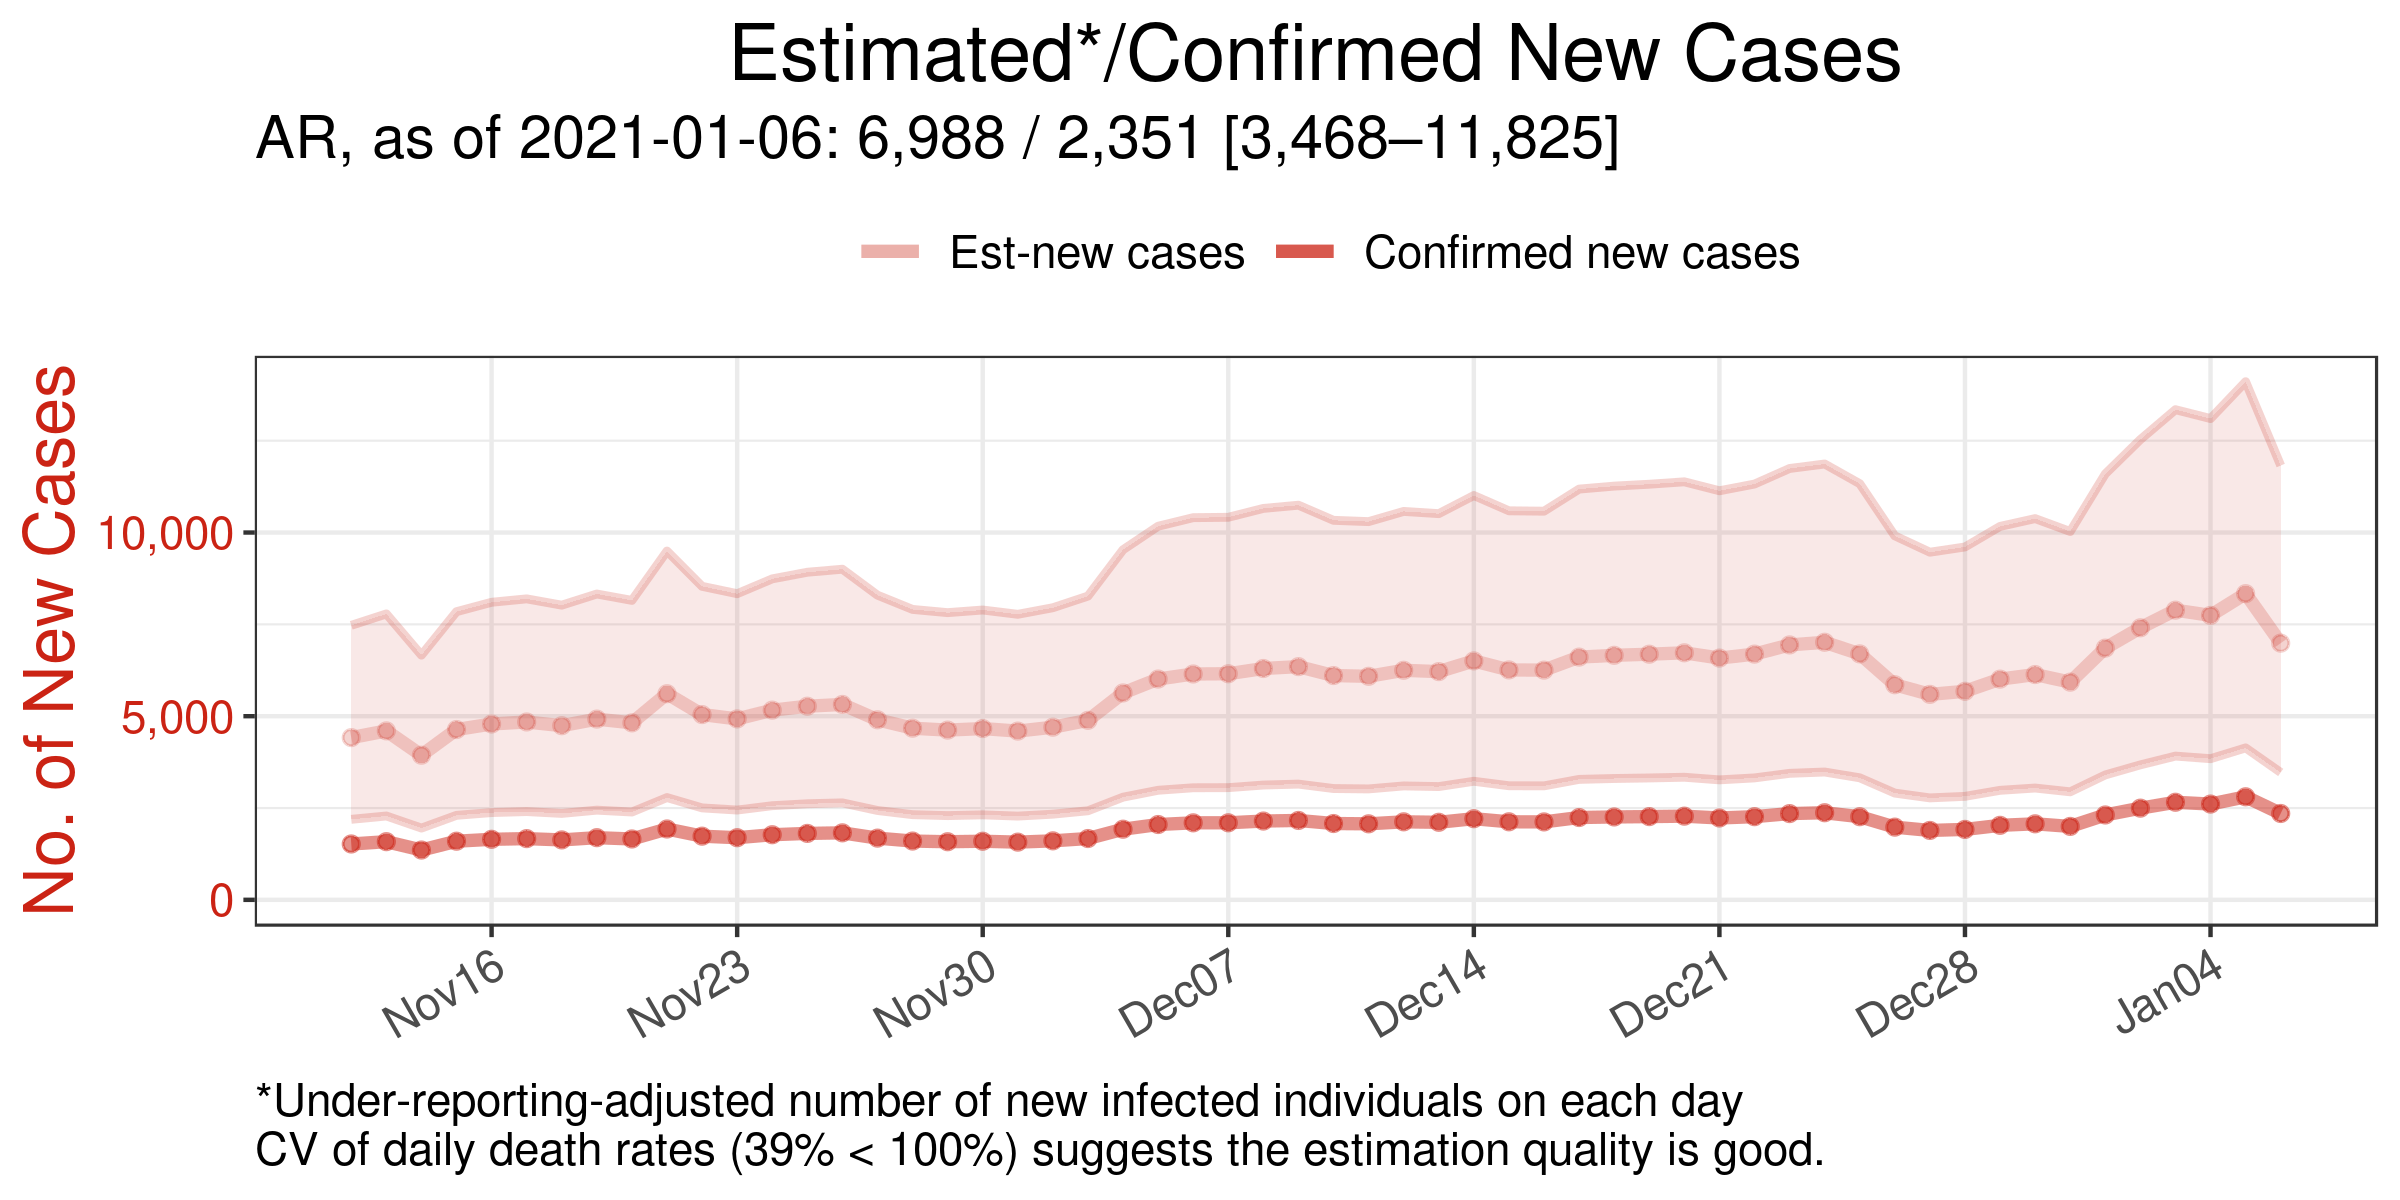 Estimated*/Confirmed New Cases
AR, as of 2021-01-06: 6,988 / 2,351 [3,468–11,825]
Est-new cases
Confirmed new cases
No. of New Cases
10,000
5,000
0
Nov16
Nov23
Nov30
Dec07
Dec14
Dec21
Dec28
Jan04
*Under-reporting-adjusted number of new infected individuals on each day
CV of daily death rates (39% < 100%) suggests the estimation quality is good.